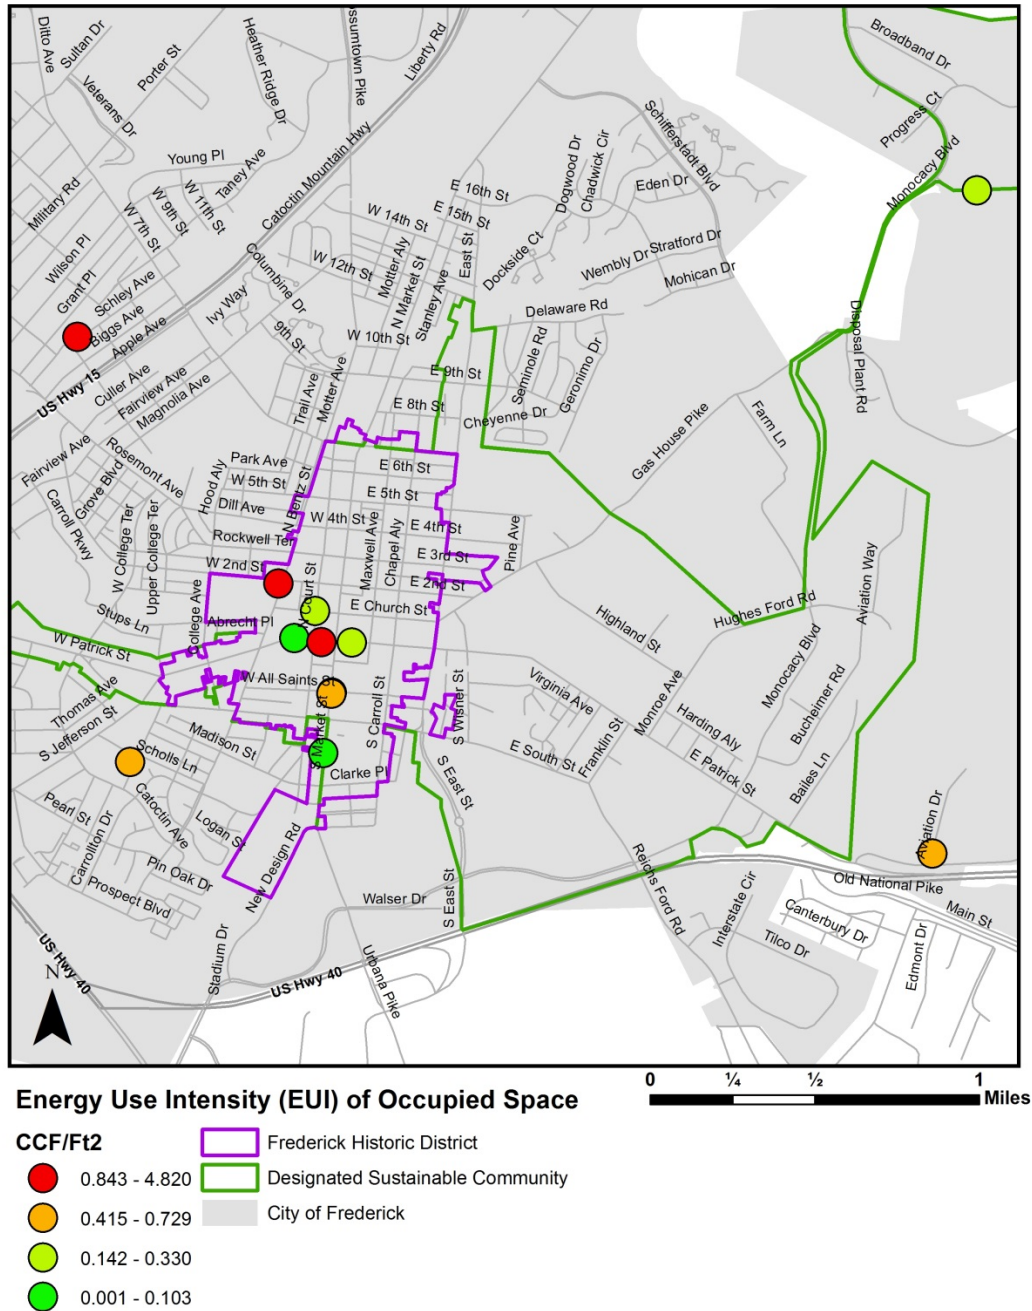 Ditto Ave
Sultan Dr
Porter St
Heather Ridge Dr
ossumtown Pike
Liberty Rd
Broadband Dr
Veterans Dr
Progress Ct
Schifferstadt Blvd
Catoctin Mountain Hwy
Young Pl
Taney Ave
Dogwood Dr
Chadwick Cir
Monocacy Blvd
Military Rd
W 11th St
W 9th St
W 7th St
E 16th St
Eden Dr
W 14th St
E 15th St
Wilson Pl
Columbine Dr
W 12th St
Motter Aly
N Market St
East St
Dockside Ct
Wembly Dr
Stratford Dr
Grant Pl
Schley Ave
Stanley Ave
Mohican Dr
Biggs Ave
Ivy Way
Delaware Rd
Disposal Plant Rd
Apple Ave
9th St
W 10th St
Seminole Rd
Geronimo Dr
US Hwy 15
Culler Ave
Trail Ave
Motter Ave
E 9th St
Fairview Ave
Magnolia Ave
E 8th St
Cheyenne Dr
Gas House Pike
Farm Ln
Fairview Ave
Rosemont Ave
Park Ave
E 6th St
Grove Blvd
Hood Aly
W 5th St
N Bentz St
E 5th St
Carroll Pkwy
Dill Ave
W 4th St
Maxwell Ave
Chapel Aly
E 4th St
Pine Ave
W College Ter
Upper College Ter
Rockwell Ter
E 3rd St
Aviation Way
W 2nd St
N Court St
E 2nd St
College Ave
E Church St
Hughes Ford Rd
Stups Ln
Abrecht Pl
Highland St
W Patrick St
Monocacy Blvd
W All Saints St
Virginia Ave
Monroe Ave
Bucheimer Rd
Thomas Ave
S Market St
S Carroll St
S Wisner St
Harding Aly
S Jefferson St
Madison St
Franklin St
Scholls Ln
E South St
E Patrick St
Clarke Pl
S East St
Bailes Ln
Pearl St
Catoctin Ave
Logan St
Aviation Dr
Carrollton Dr
New Design Rd
Reichs Ford Rd
Pin Oak Dr
Old National Pike
Prospect Blvd
Walser Dr
S East St
Interstate Cir
Canterbury Dr
Main St
US Hwy 40
Stadium Dr
Tilco Dr
Edmont Dr
US Hwy 40
Urbana Pike
N
0 ¼ ½ 1
Miles
Energy Use Intensity (EUI) of Occupied Space
CCF/Ft2
Frederick Historic District
0.843 - 4.820
Designated Sustainable Community
0.415 - 0.729
City of Frederick
0.142 - 0.330
0.001 - 0.103